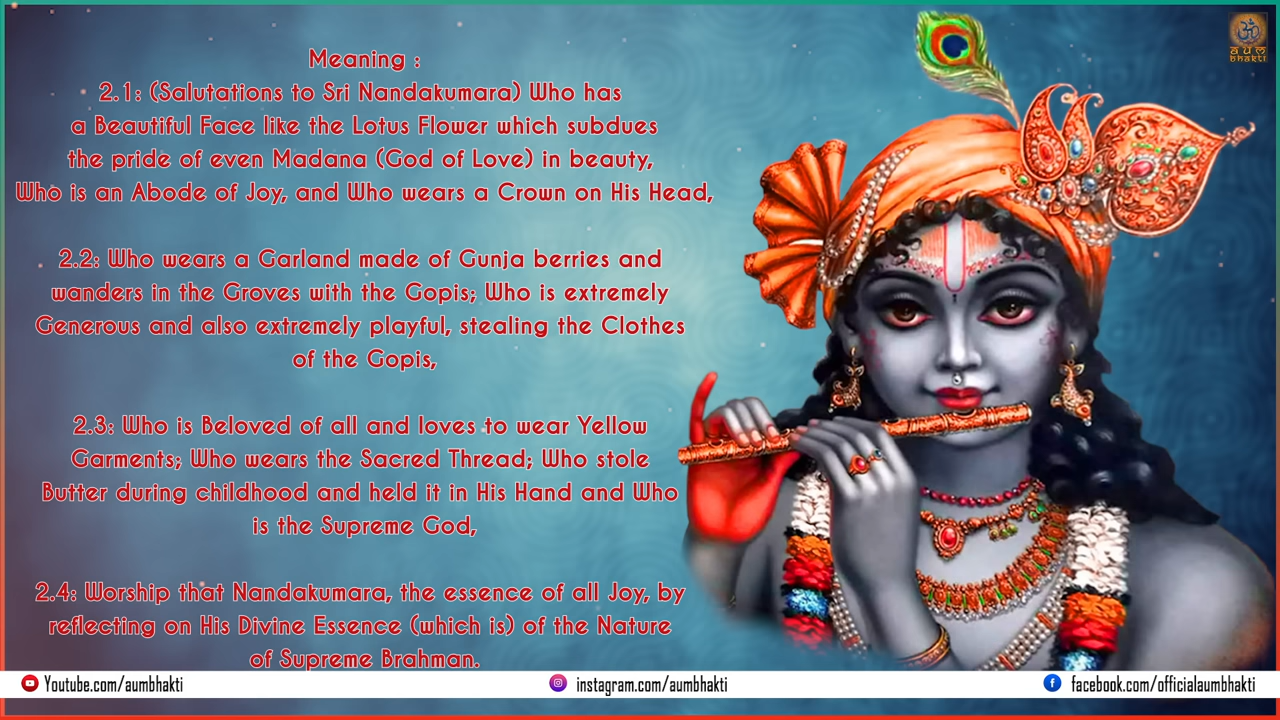 Meaning :
2.1: (Salutations to Sri Nandakumara) Who has
a Beautiful Face like the Lotus Flower which subdues
the pride of even Madana (God of Love) in beauty,
Who is an Abode of Joy, and Who wears a Crown on His Head,
2.2: Who wears a Garland made of Gunja berries and
wanders in the Groves with the Gopis; Who is extremely
Generous and also extremely playful, stealing the Clothes
of the Gopis,
2.3: Who is Beloved of all and loves to wear Yellow
Garments; Who wears the Sacred Thread; Who stole
Butter during childhood and held it in His Hand and Who
is the Supreme God,
2.4: Worship that Nandakumara, the essence of all Joy, by
reflecting on His Divine Essence (which is) of the Nature
of Supreme Brahman.
ॐ
aum
bhakti
Youtube.com/aumbhakti
instagram.com/aumbhakti
facebook.com/officialaumbhakti